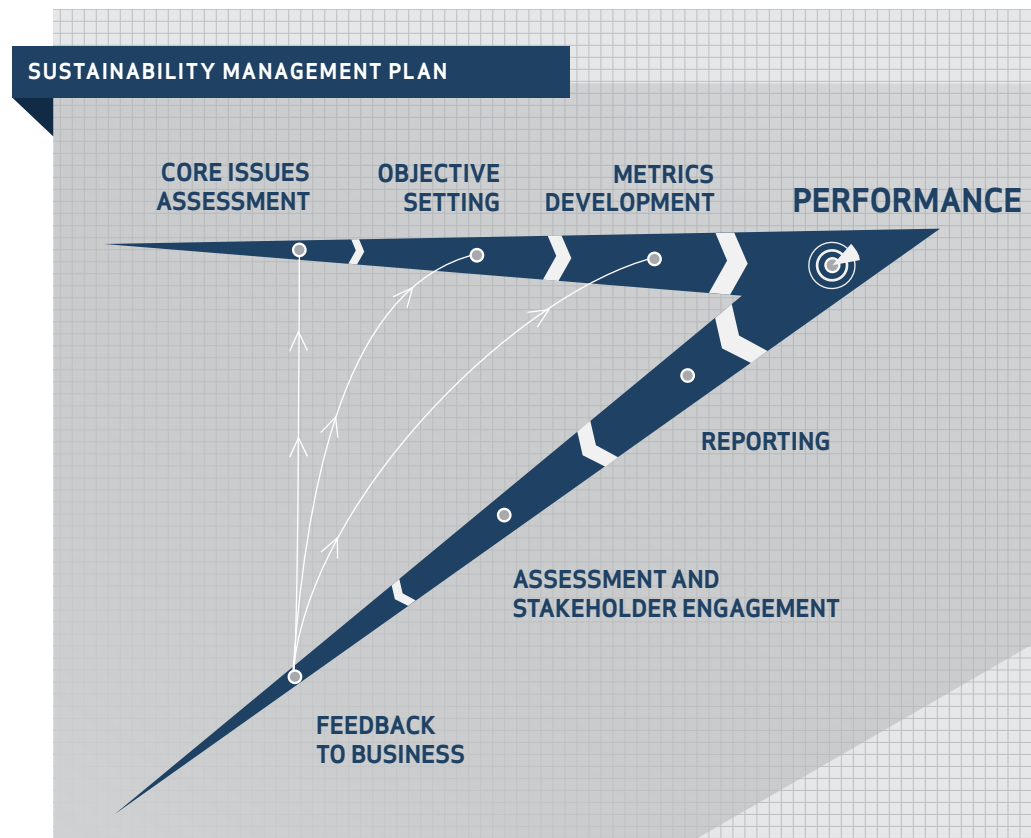 SUSTAINABILITY MANAGEMENT PLAN
CORE ISSUES
ASSESSMENT
OBJECTIVE
SETTING
METRICS
DEVELOPMENT
PERFORMANCE
REPORTING
ASSESSMENT AND
STAKEHOLDER ENGAGEMENT
FEEDBACK
TO BUSINESS